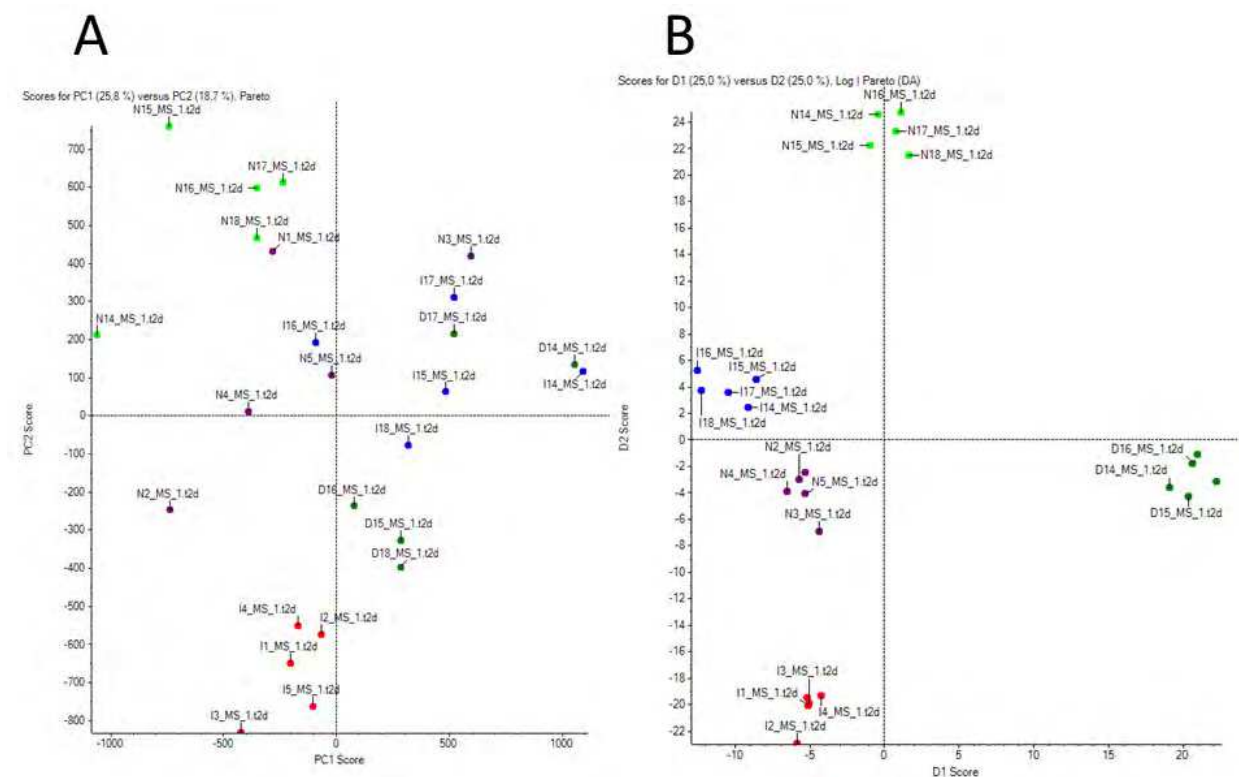 A
Scores for PC1 (25,8 %) versus PC2 (18,7 %), Pareto
N15_MS_1.t2d
N17_MS_1.t2d
N16_MS_1.t2d
N18_MS_1.t2d
N1_MS_1.t2d
N3_MS_1.t2d
I17_MS_1.t2d
N14_MS_1.t2d
I16_MS_1.t2d
D17_MS_1.t2d
N5_MS_1.t2d
D14_MS_1.t2d
I15_MS_1.t2d
I14_MS_1.t2d
N4_MS_1.t2d
I18_MS_1.t2d
N2_MS_1.t2d
D16_MS_1.t2d
D15_MS_1.t2d
D18_MS_1.t2d
I4_MS_1.t2d
I2_MS_1.t2d
I1_MS_1.t2d
I5_MS_1.t2d
I3_MS_1.t2d
700
600
500
400
300
200
100
0
-100
-200
-300
-400
-500
-600
-700
-800
PC2 Score
-1000
-500
0
500
1000
PC1 Score
B
Scores for D1 (25,0 %) versus D2 (25,0 %), Log | Pareto (DA)
N16_MS_1.t2d
N14_MS_1.t2d
N17_MS_1.t2d
N15_MS_1.t2d
N18_MS_1.t2d
I16_MS_1.t2d
I15_MS_1.t2d
I17_MS_1.t2d
I14_MS_1.t2d
I18_MS_1.t2d
N2_MS_1.t2d
D16_MS_1.t2d
N4_MS_1.t2d
D14_MS_1.t2d
N5_MS_1.t2d
N3_MS_1.t2d
D15_MS_1.t2d
I3_MS_1.t2d
I1_MS_1.t2d
I4_MS_1.t2d
I2_MS_1.t2d
24
22
20
18
16
14
12
10
8
6
4
2
0
-2
-4
-6
-8
-10
-12
-14
-16
-18
-20
-22
D2 Score
-10
-5
0
5
10
15
20
D1 Score